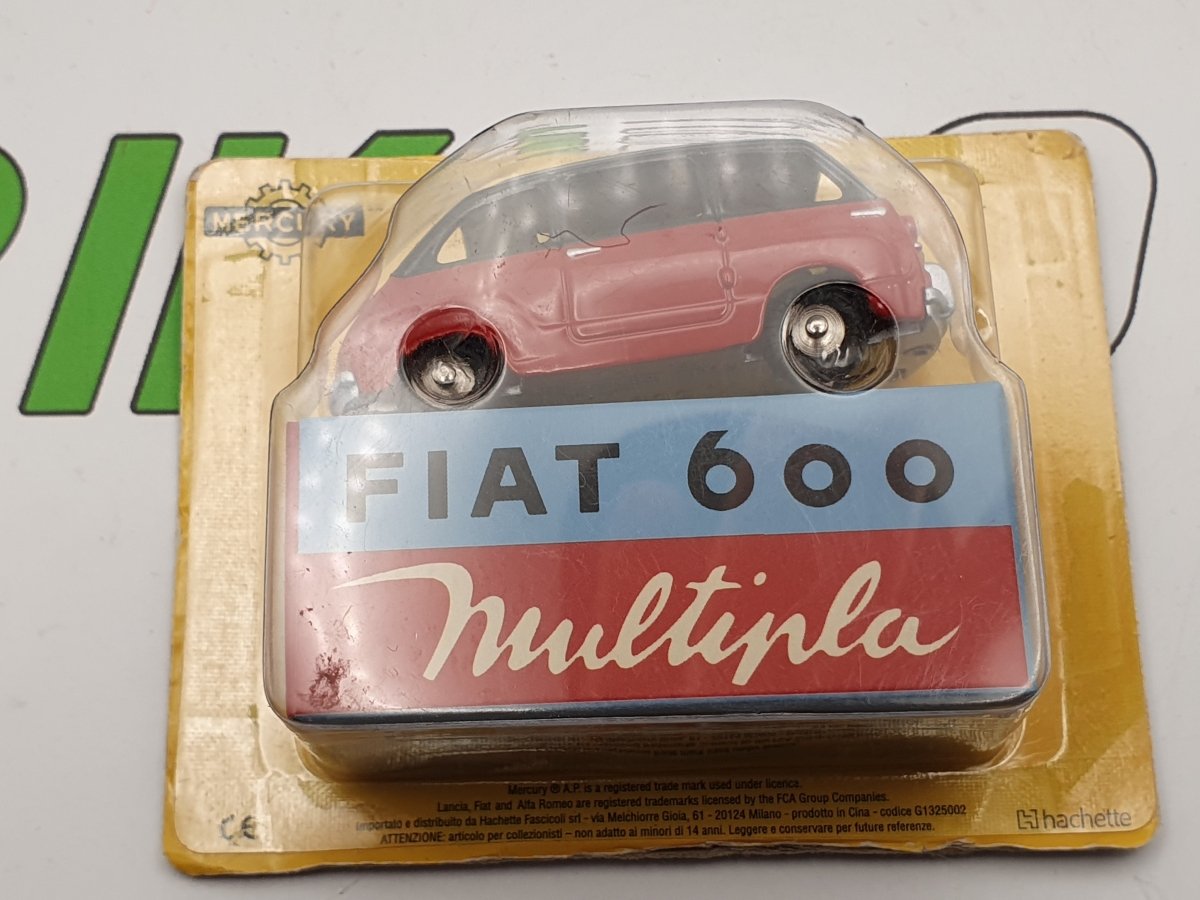 MERCURY
FIAT 600
Multipla
Mercury ® A.P. is a registered trade mark used under licenca.
Lancia, Fiat and Alfa Romeo are registered trademarks licensed by the FCA Group Companies.
Importato e distribuito da Hachette Fascicoli srl - via Melchiorre Gioia, 61 - 20124 Milano - prodotto in Cina - codice G1325002
ATTENZIONE: articolo per collezionisti – non adatto ai minori di 14 anni. Leggere e conservare per future referenze.
CE
hachette